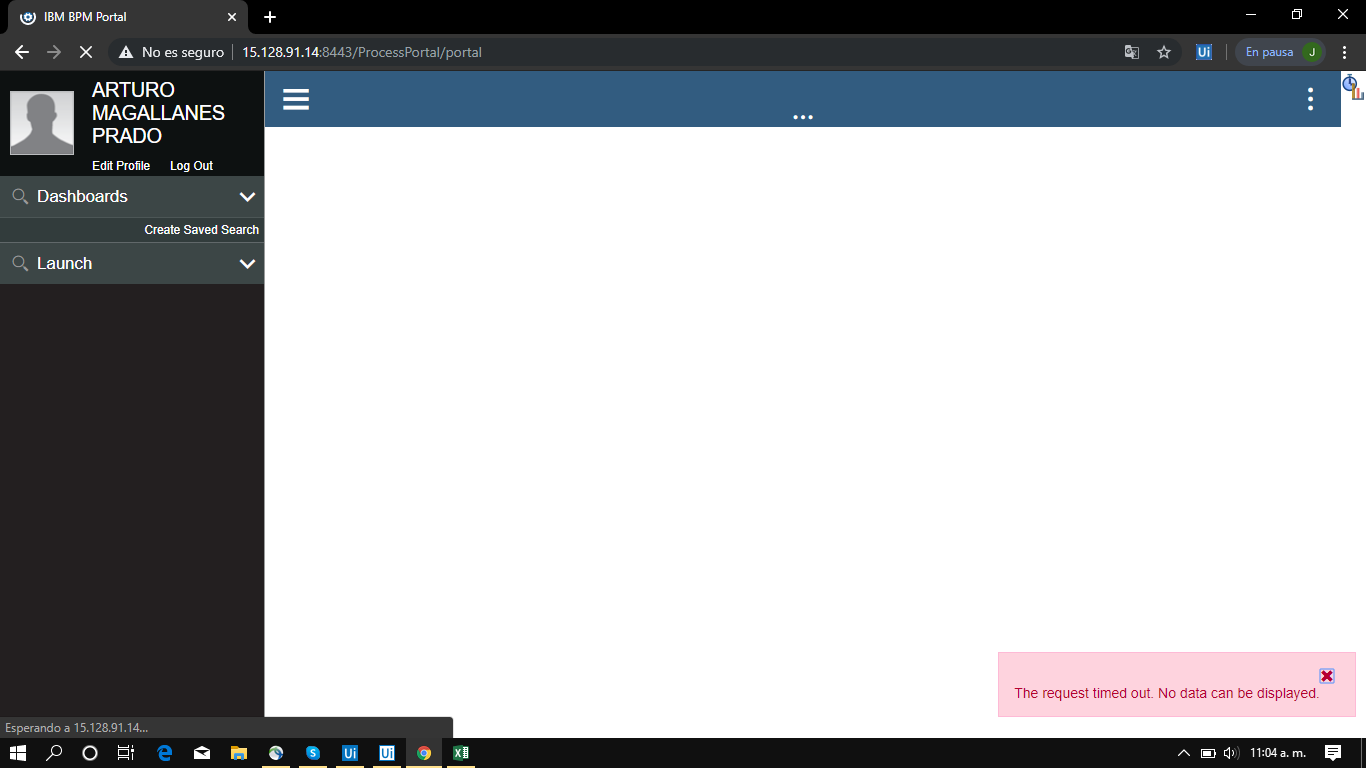 IBM BPM Portal
No es seguro
15.128.91.14:8443/ProcessPortal/portal
Ui
En pausa
J
ARTURO
MAGALLANES
PRADO
Edit Profile
Log Out
Dashboards
Create Saved Search
Launch
The request timed out. No data can be displayed.
Esperando a 15.128.91.14...
Ui
Ui
11:04 a. m.